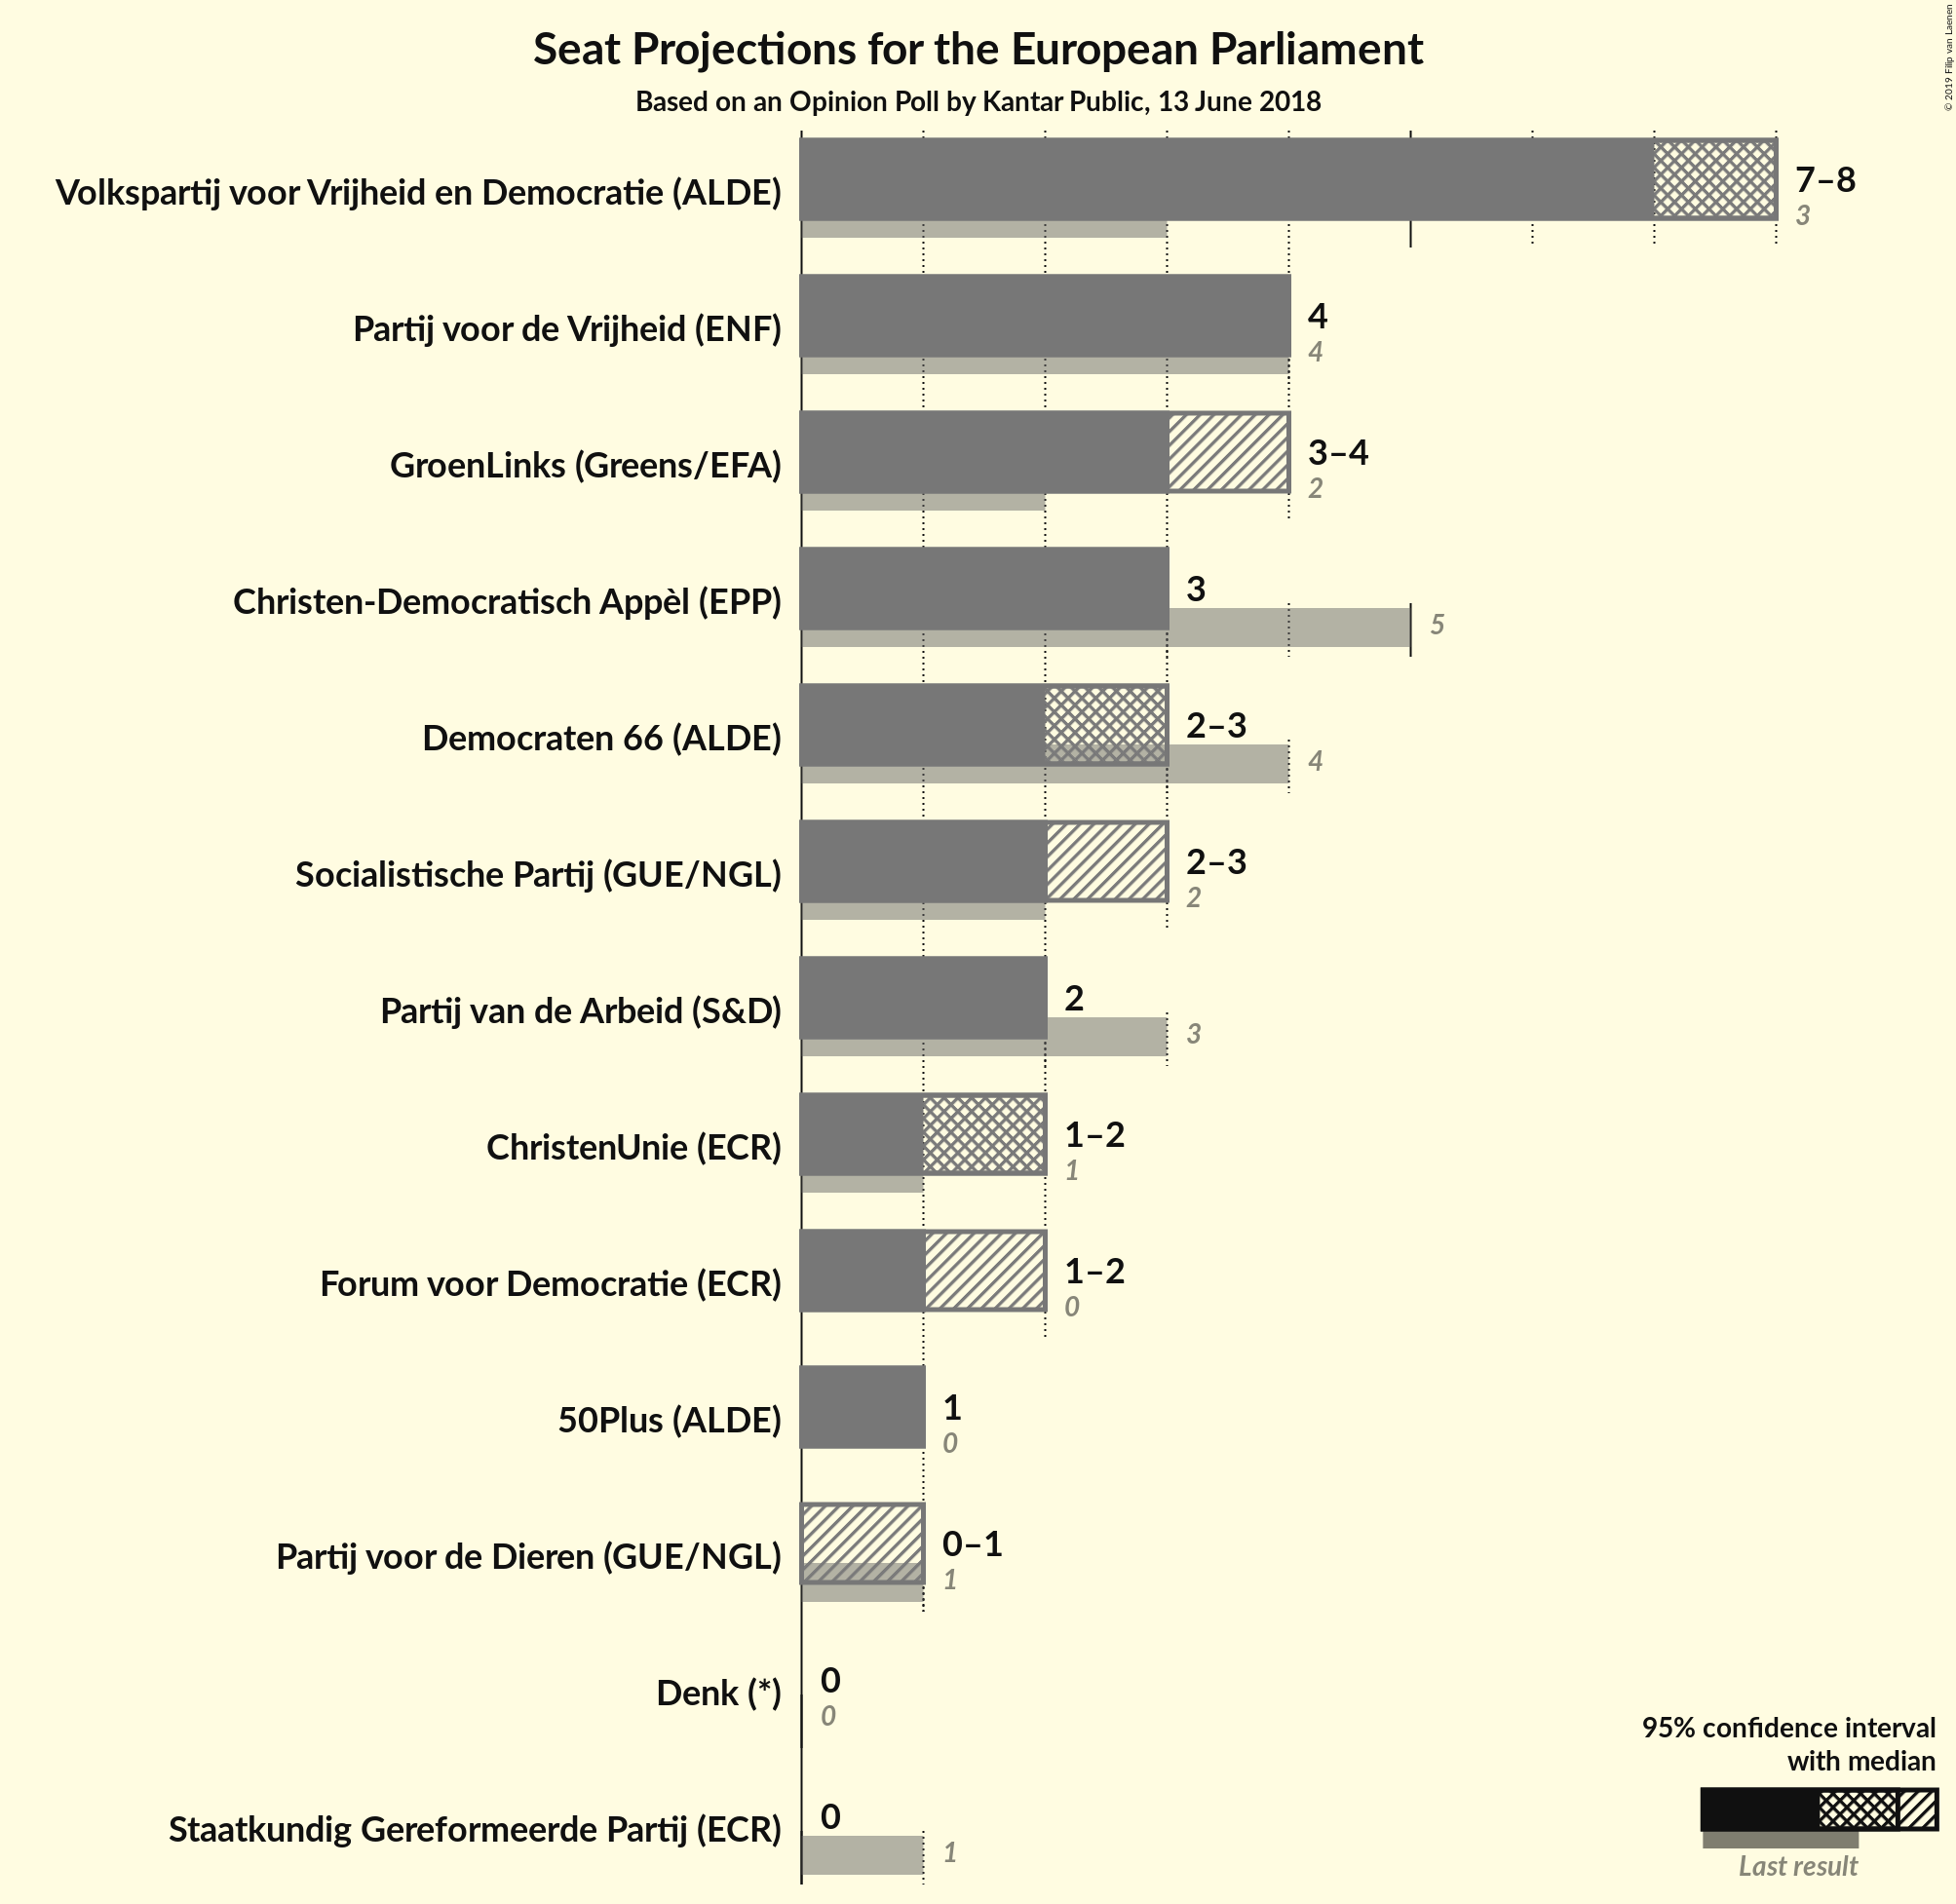 Seat Projections for the European Parliament
Based on an Opinion Poll by Kantar Public, 13 June 2018
© 2019 Filip van Laenen
Volkspartij voor Vrijheid en Democratie (ALDE)
7–8
3
Partij voor de Vrijheid (ENF)
4
4
GroenLinks (Greens/EFA)
3–4
2
Christen-Democratisch Appèl (EPP)
3
5
Democraten 66 (ALDE)
2–3
4
Socialistische Partij (GUE/NGL)
2–3
2
Partij van de Arbeid (S&D)
2
3
ChristenUnie (ECR)
1–2
1
Forum voor Democratie (ECR)
1–2
0
50Plus (ALDE)
1
0
Partij voor de Dieren (GUE/NGL)
0–1
1
Denk (*)
0
0
Staatkundig Gereformeerde Partij (ECR)
0
1
95% confidence interval
with median
Last result